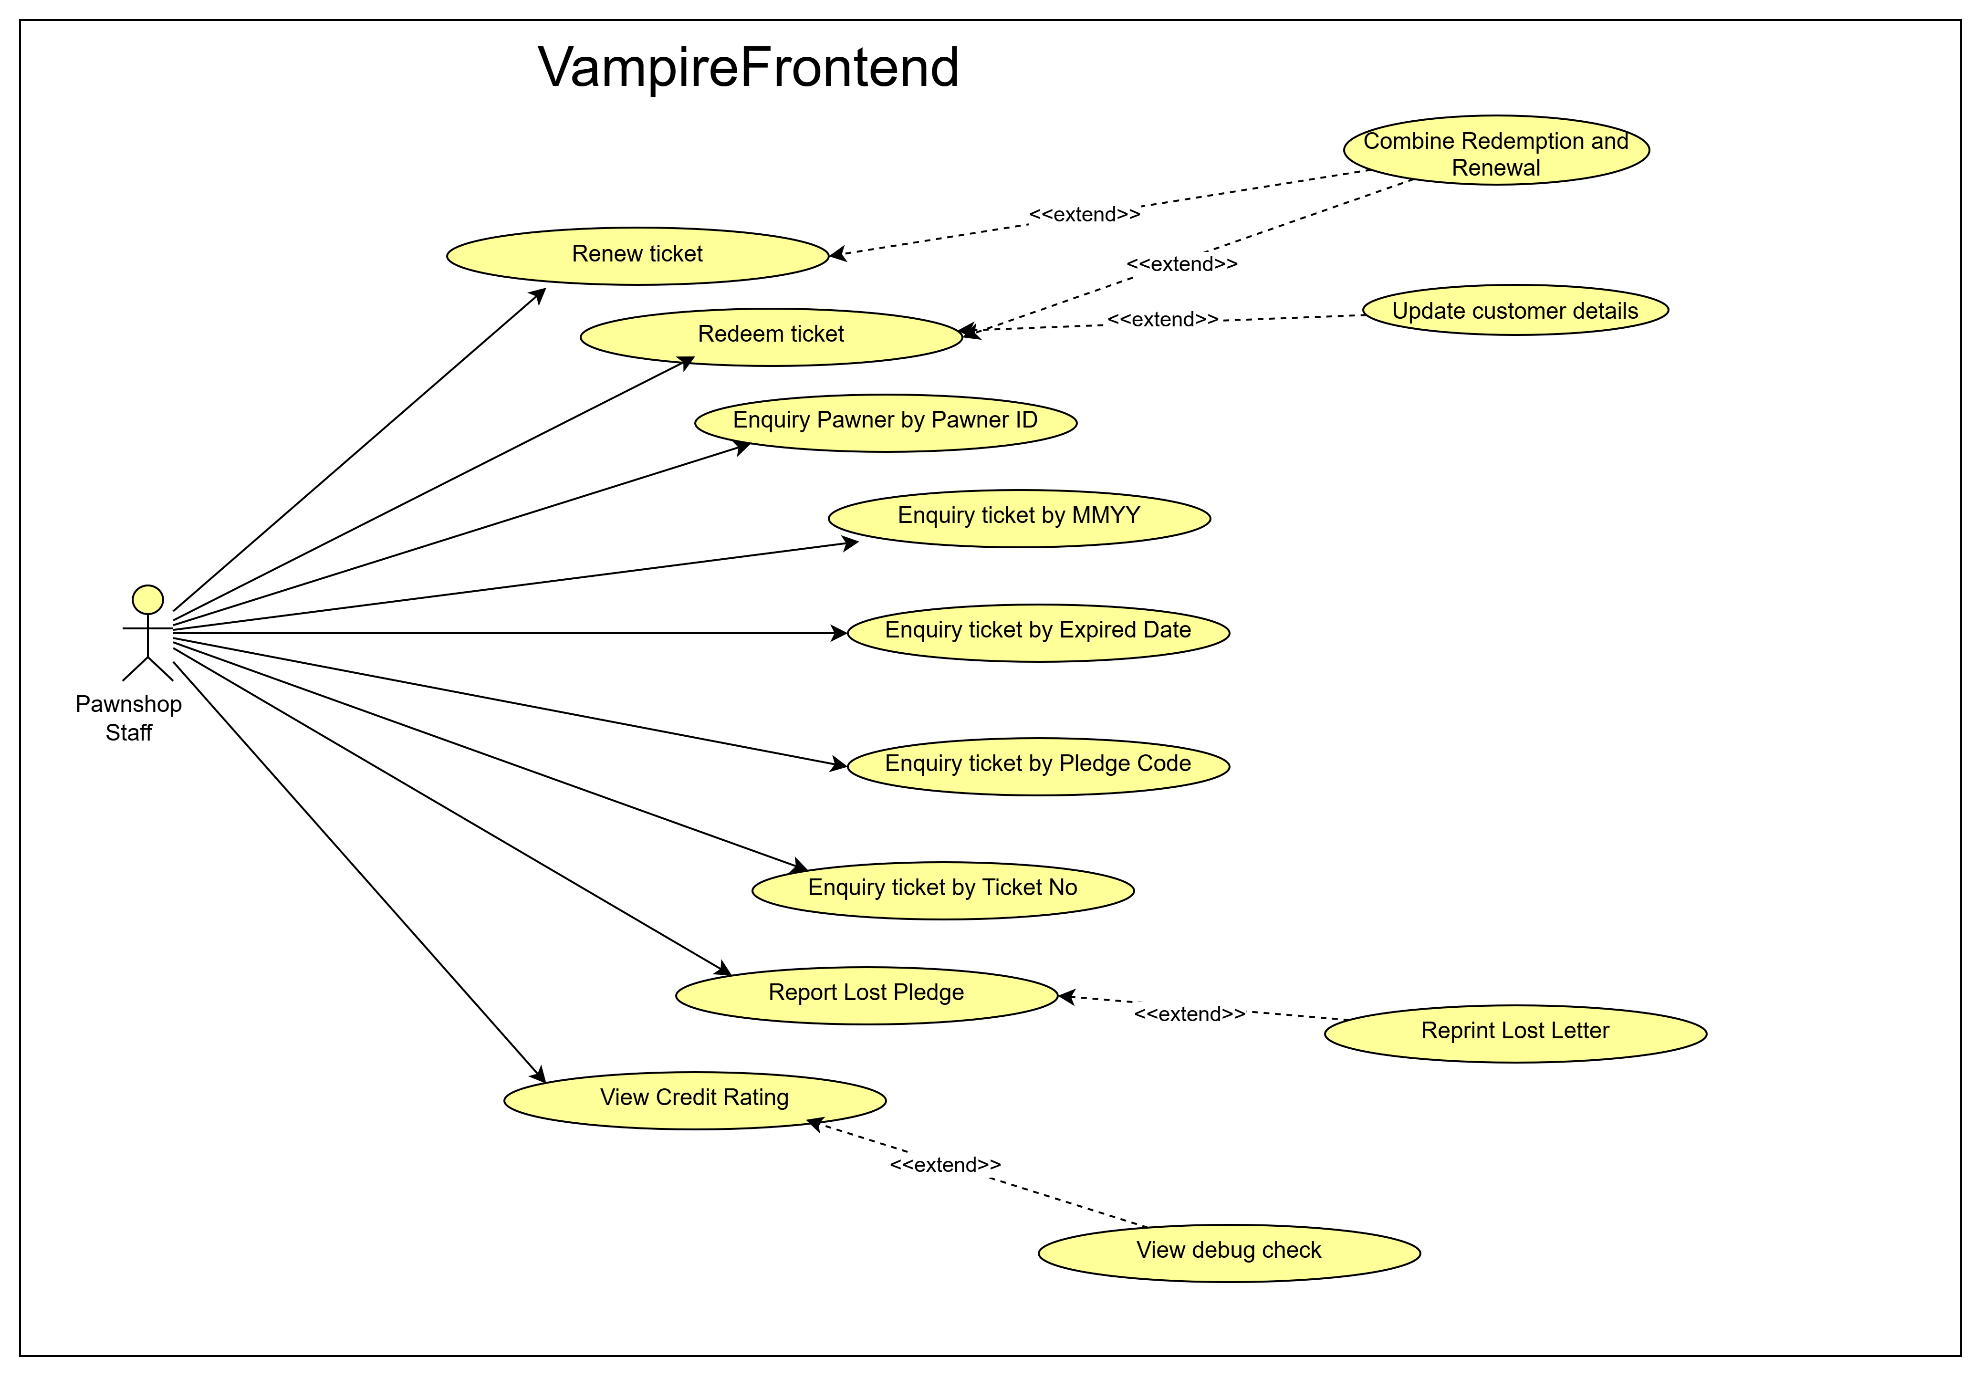 VampireFrontend
Combine Redemption and
Renewal
<<extend>>
Renew ticket
<<extend>>
Update customer details
<<extend>>
Redeem ticket
Enquiry Pawner by Pawner ID
Enquiry ticket by MMYY
Enquiry ticket by Expired Date
Pawnshop
Staff
Enquiry ticket by Pledge Code
Enquiry ticket by Ticket No
Report Lost Pledge
<<extend>>
Reprint Lost Letter
View Credit Rating
<<extend>>
View debug check